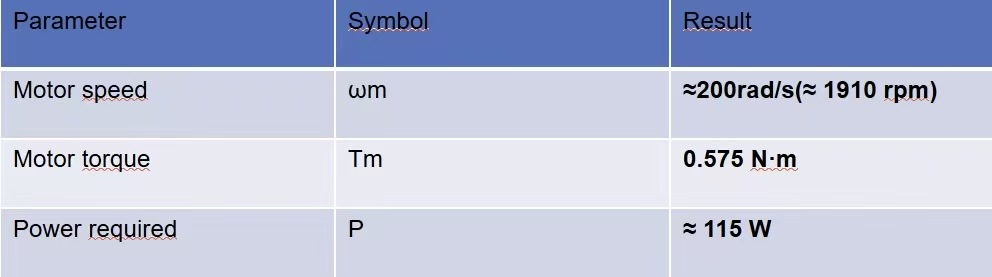 Parameter Symbol Result
Motor speed ωm ≈200rad/s(≈ 1910 rpm)
Motor torque Tm 0.575 N·m
Power required P ≈ 115 W